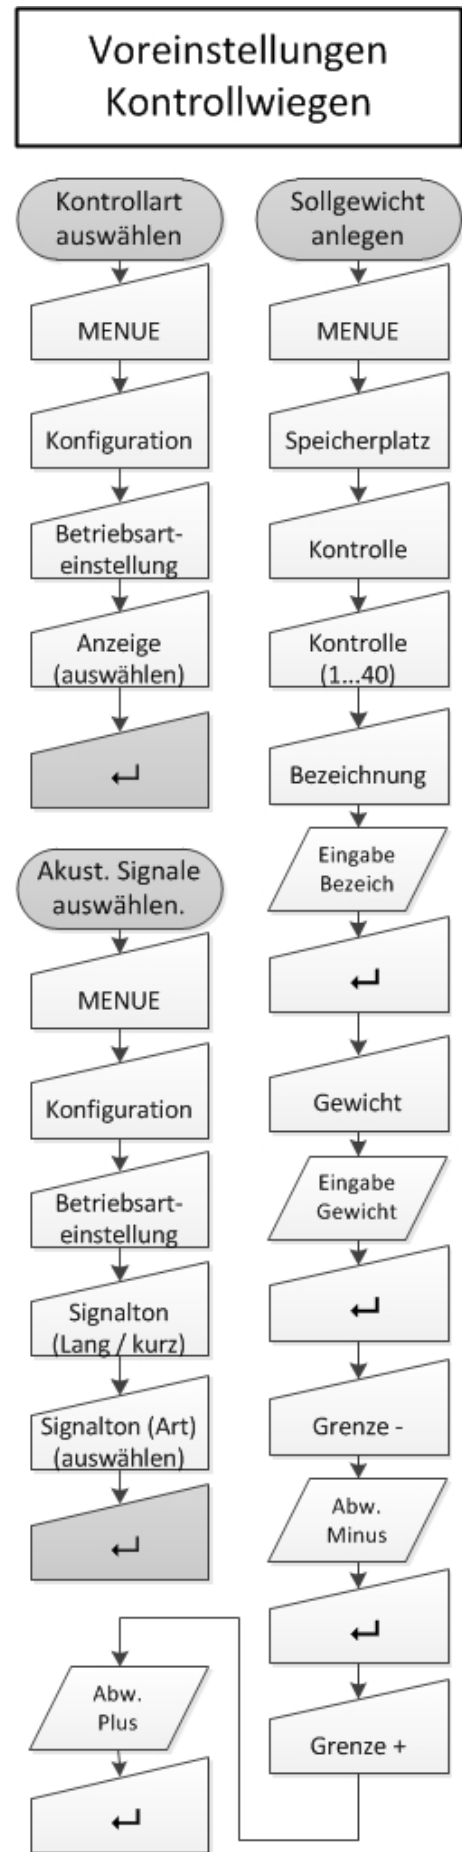 Voreinstellungen
Kontrollwiegen
Kontrollart
auswählen
MENUE
Konfiguration
Betriebsart-
einstellung
Anzeige
(auswählen)
↵
Akust. Signale
auswählen.
MENUE
Konfiguration
Betriebsart-
einstellung
Signalton
(Lang / kurz)
Signalton (Art)
(auswählen)
↵
Sollgewicht
anlegen
MENUE
Speicherplatz
Kontrolle
Kontrolle
(1...40)
Bezeichnung
Eingabe
Bezeich
↵
Gewicht
Eingabe
Gewicht
↵
Grenze -
Abw.
Minus
↵
Grenze +
Abw.
Plus
↵